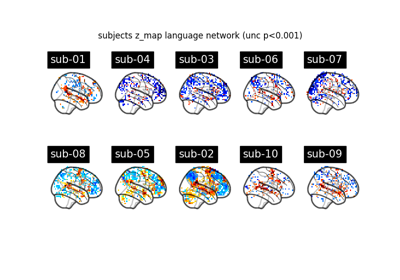 subjects z_map language network (unc p<0.001)
sub-01 sub-04 sub-03 sub-06 sub-07
sub-08 sub-05 sub-02 sub-10 sub-09